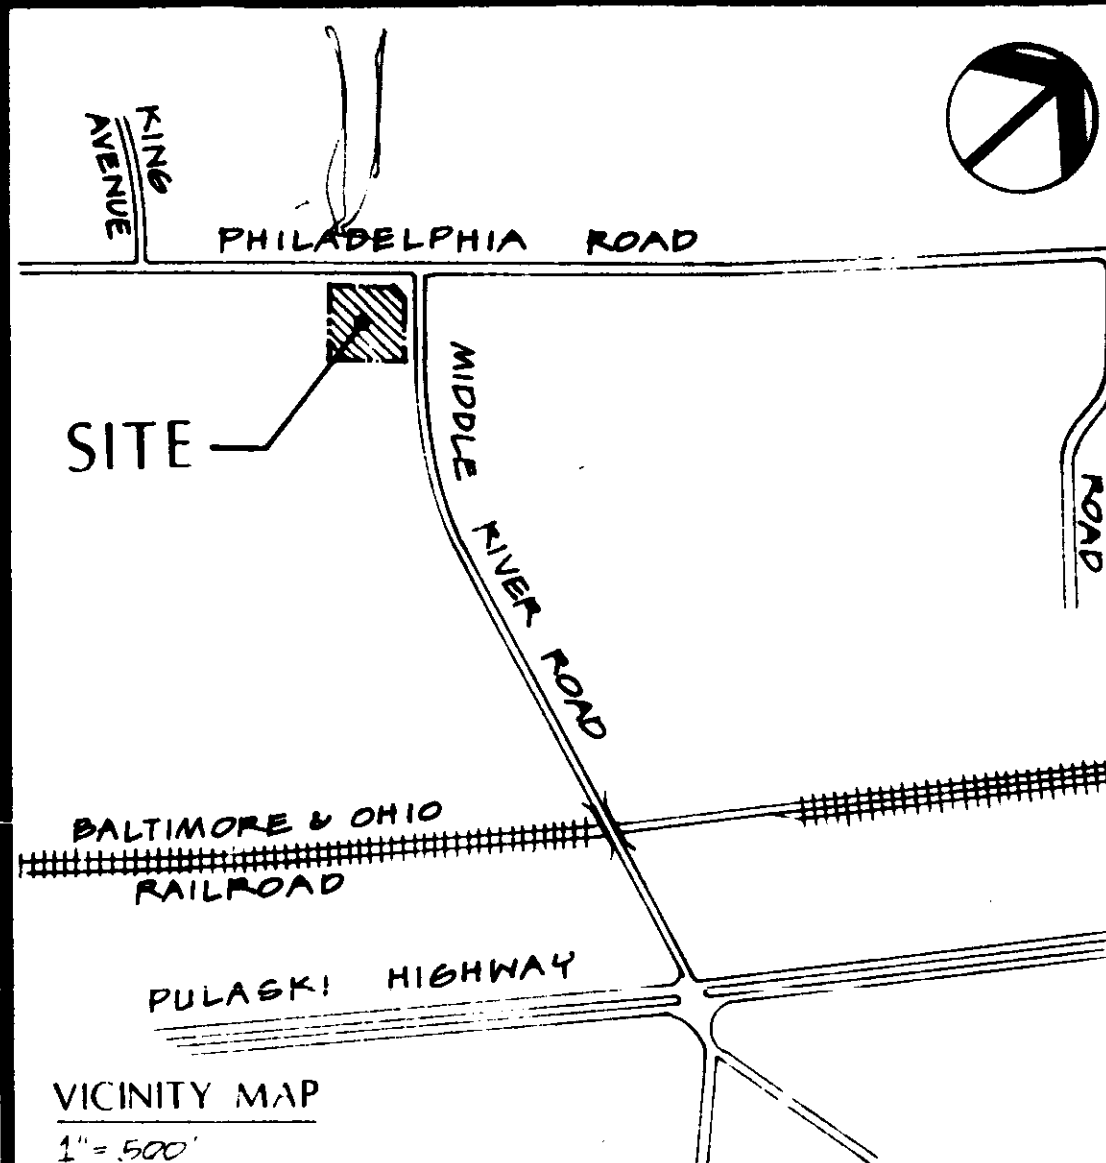 KING
AVENUE
PHILADELPHIA ROAD
SITE
MIDDLE RIVER ROAD
ROAD
BALTIMORE & OHIO
RAILROAD
PULASKI HIGHWAY
VICINITY MAP
1"=500'